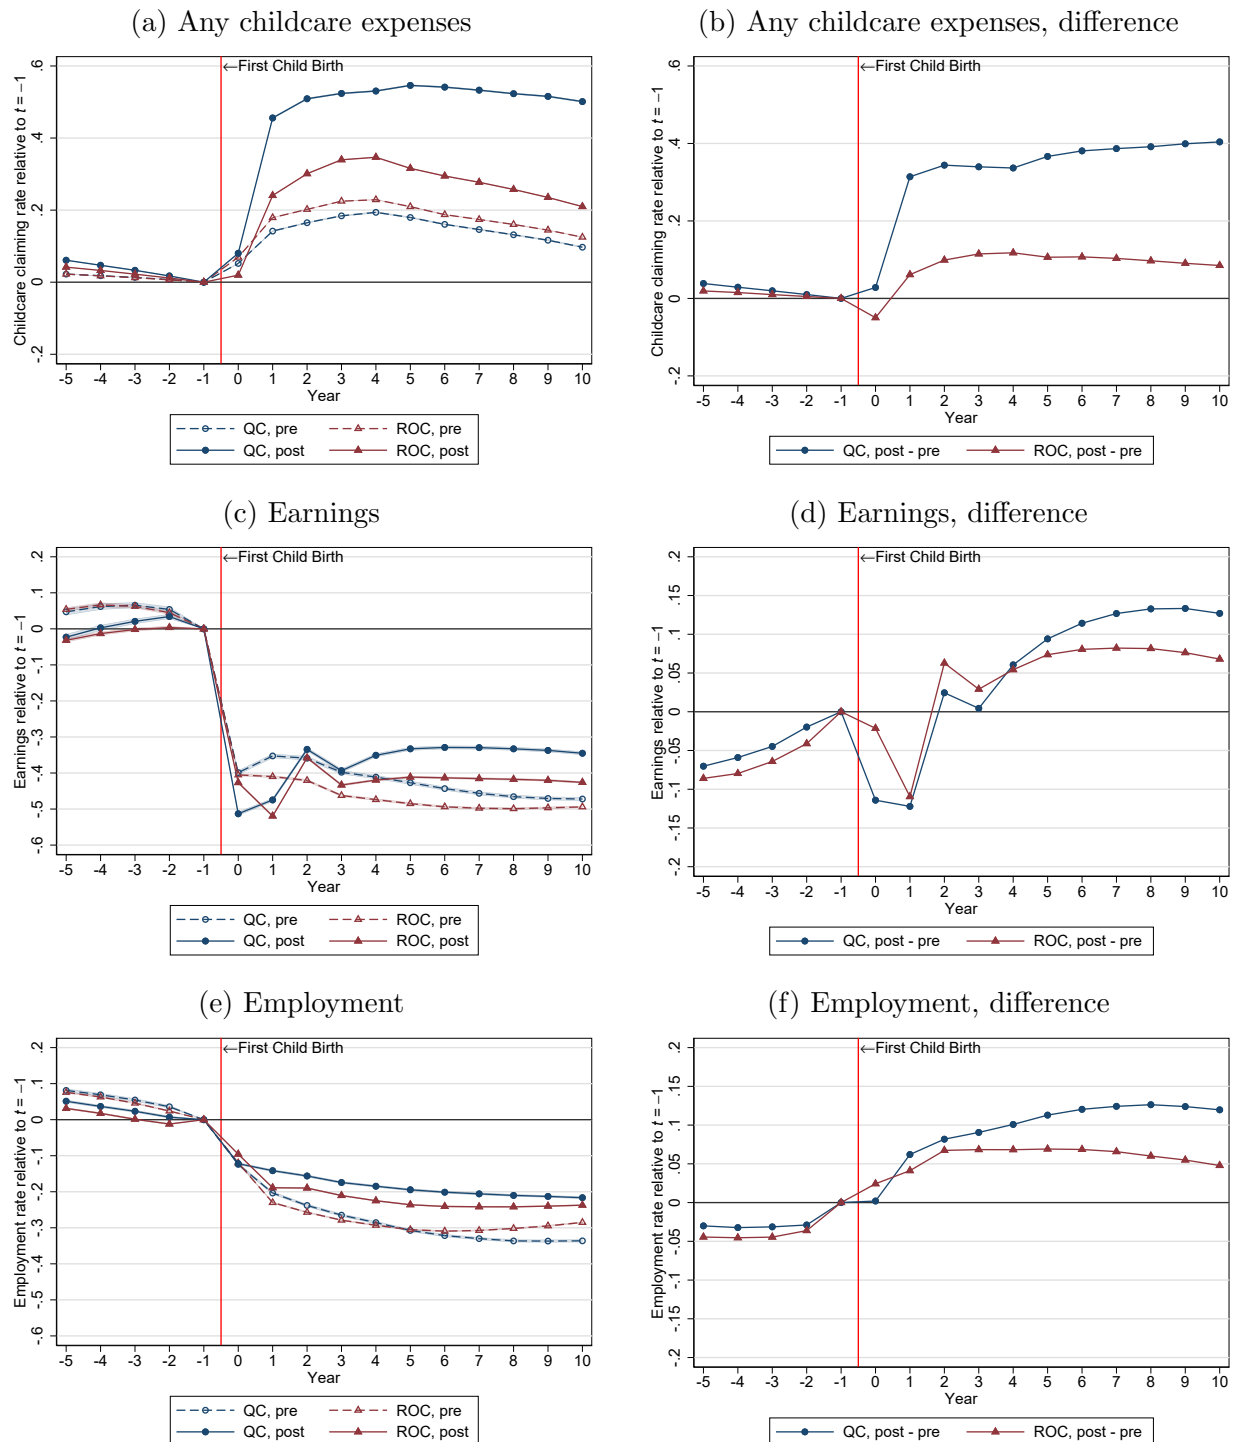 (a) Any childcare expenses
Childcare claiming rate relative to t = −1
.6
.4
.2
0
-.2
←First Child Birth
-5 -4 -3 -2 -1 0 1 2 3 4 5 6 7 8 9 10
Year
QC, pre ROC, pre
QC, post ROC, post
(b) Any childcare expenses, difference
Childcare claiming rate relative to t = −1
.6
.4
.2
0
-.2
←First Child Birth
-5 -4 -3 -2 -1 0 1 2 3 4 5 6 7 8 9 10
Year
QC, post - pre ROC, post - pre
(c) Earnings
Earnings relative to t = −1
.2
.1
0
-.1
-.2
-.3
-.4
-.5
-.6
←First Child Birth
-5 -4 -3 -2 -1 0 1 2 3 4 5 6 7 8 9 10
Year
QC, pre ROC, pre
QC, post ROC, post
(d) Earnings, difference
Earnings relative to t = −1
.2
.15
.1
.05
0
-.05
-.1
-.15
-.2
←First Child Birth
-5 -4 -3 -2 -1 0 1 2 3 4 5 6 7 8 9 10
Year
QC, post - pre ROC, post - pre
(e) Employment
Employment rate relative to t = −1
.2
.1
0
-.1
-.2
-.3
-.4
-.5
-.6
←First Child Birth
-5 -4 -3 -2 -1 0 1 2 3 4 5 6 7 8 9 10
Year
QC, pre ROC, pre
QC, post ROC, post
(f) Employment, difference
Employment rate relative to t = −1
.2
.15
.1
.05
0
-.05
-.1
-.15
-.2
←First Child Birth
-5 -4 -3 -2 -1 0 1 2 3 4 5 6 7 8 9 10
Year
QC, post - pre ROC, post - pre